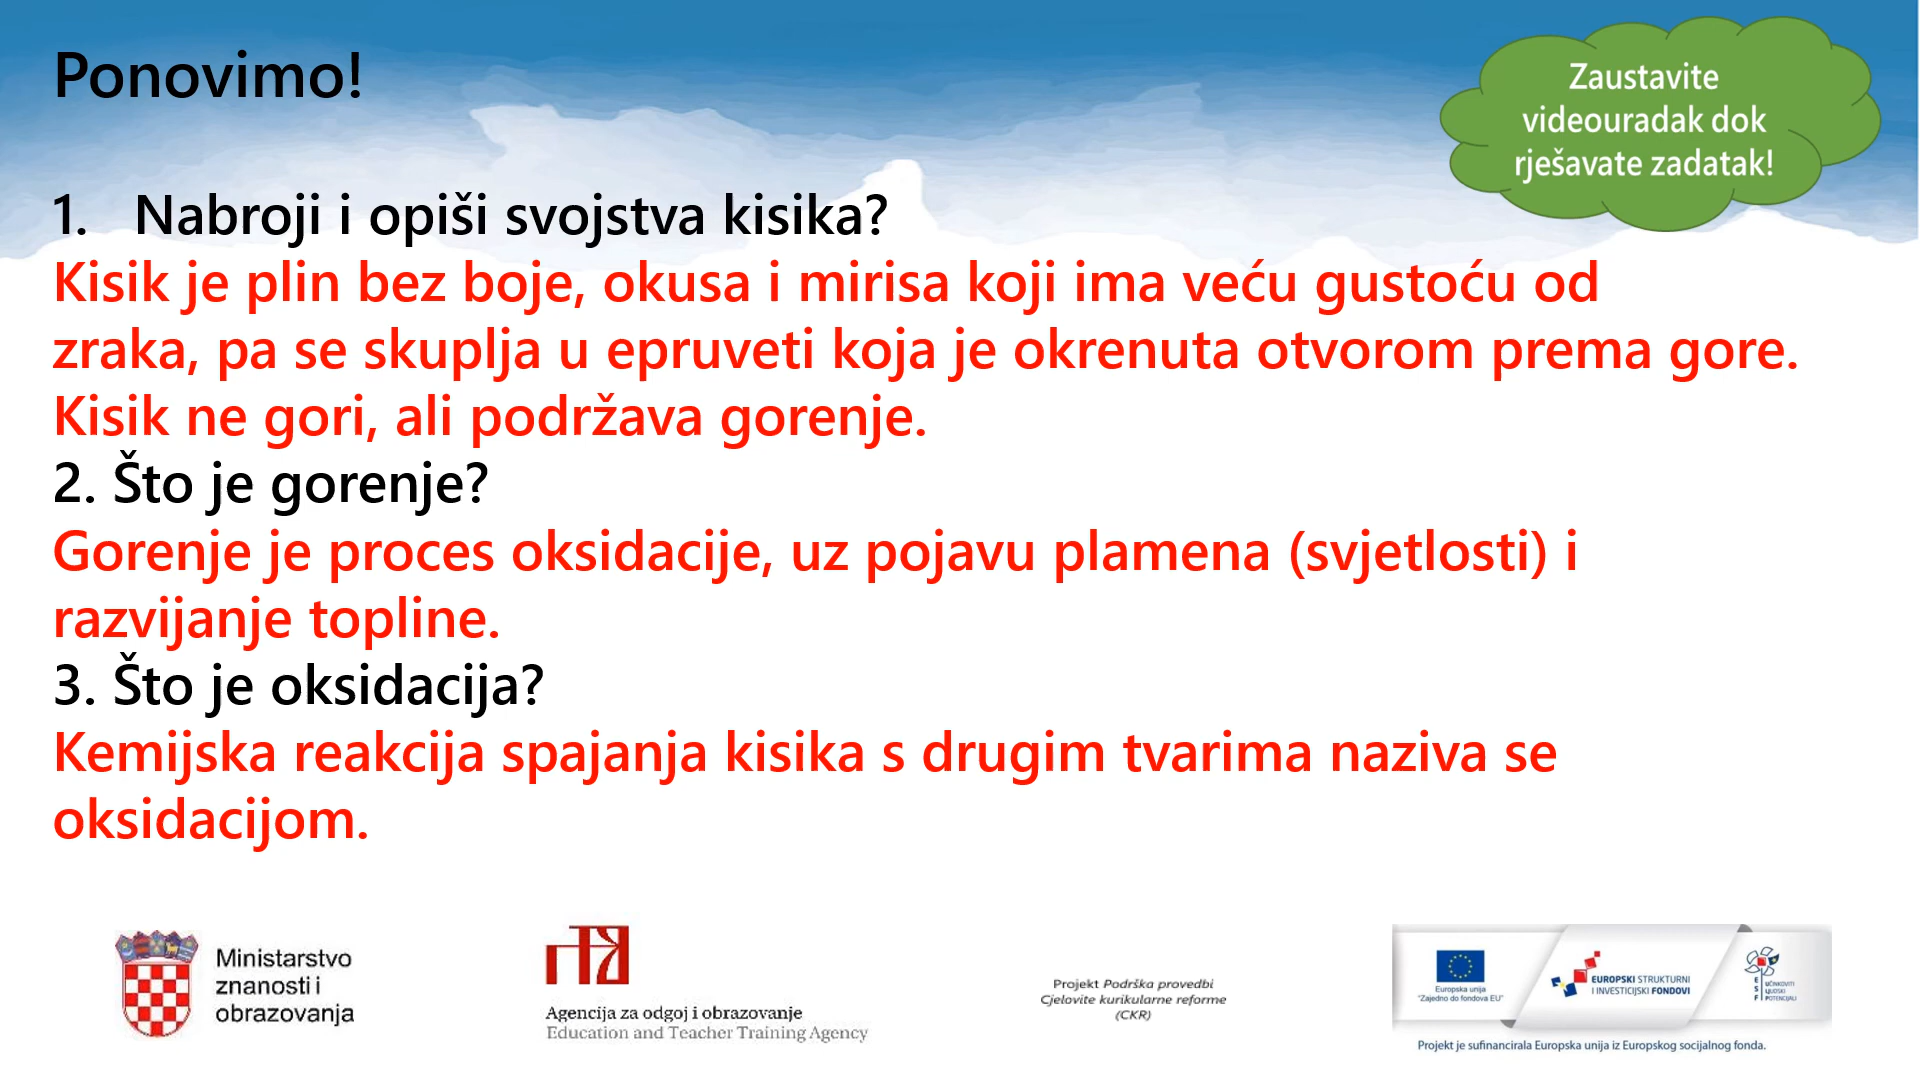 Ponovimo!
Zaustavite
videouradak dok
rješavate zadatak!
1. Nabroji i opiši svojstva kisika?
Kisik je plin bez boje, okusa i mirisa koji ima veću gustoću od
zraka, pa se skuplja u epruveti koja je okrenuta otvorom prema gore.
Kisik ne gori, ali podržava gorenje.
2. Što je gorenje?
Gorenje je proces oksidacije, uz pojavu plamena (svjetlosti) i
razvijanje topline.
3. Što je oksidacija?
Kemijska reakcija spajanja kisika s drugim tvarima naziva se
oksidacijom.
Ministarstvo
znanosti i
obrazovanja
Agencija za odgoj i obrazovanje
Education and Teacher Training Agency
Projekt Podrška provedbi
Cjelovite kurikularne reforme
(CKR)
Europska unija
"Zajedno do fondova EU"
EUROPSKI STRUKTURNI
I INVESTICIJSKI FONDOVI
ESF
UČINKOVITI
LJUDSKI
POTENCIJALI
Projekt je sufinancirala Europska unija iz Europskog socijalnog fonda.